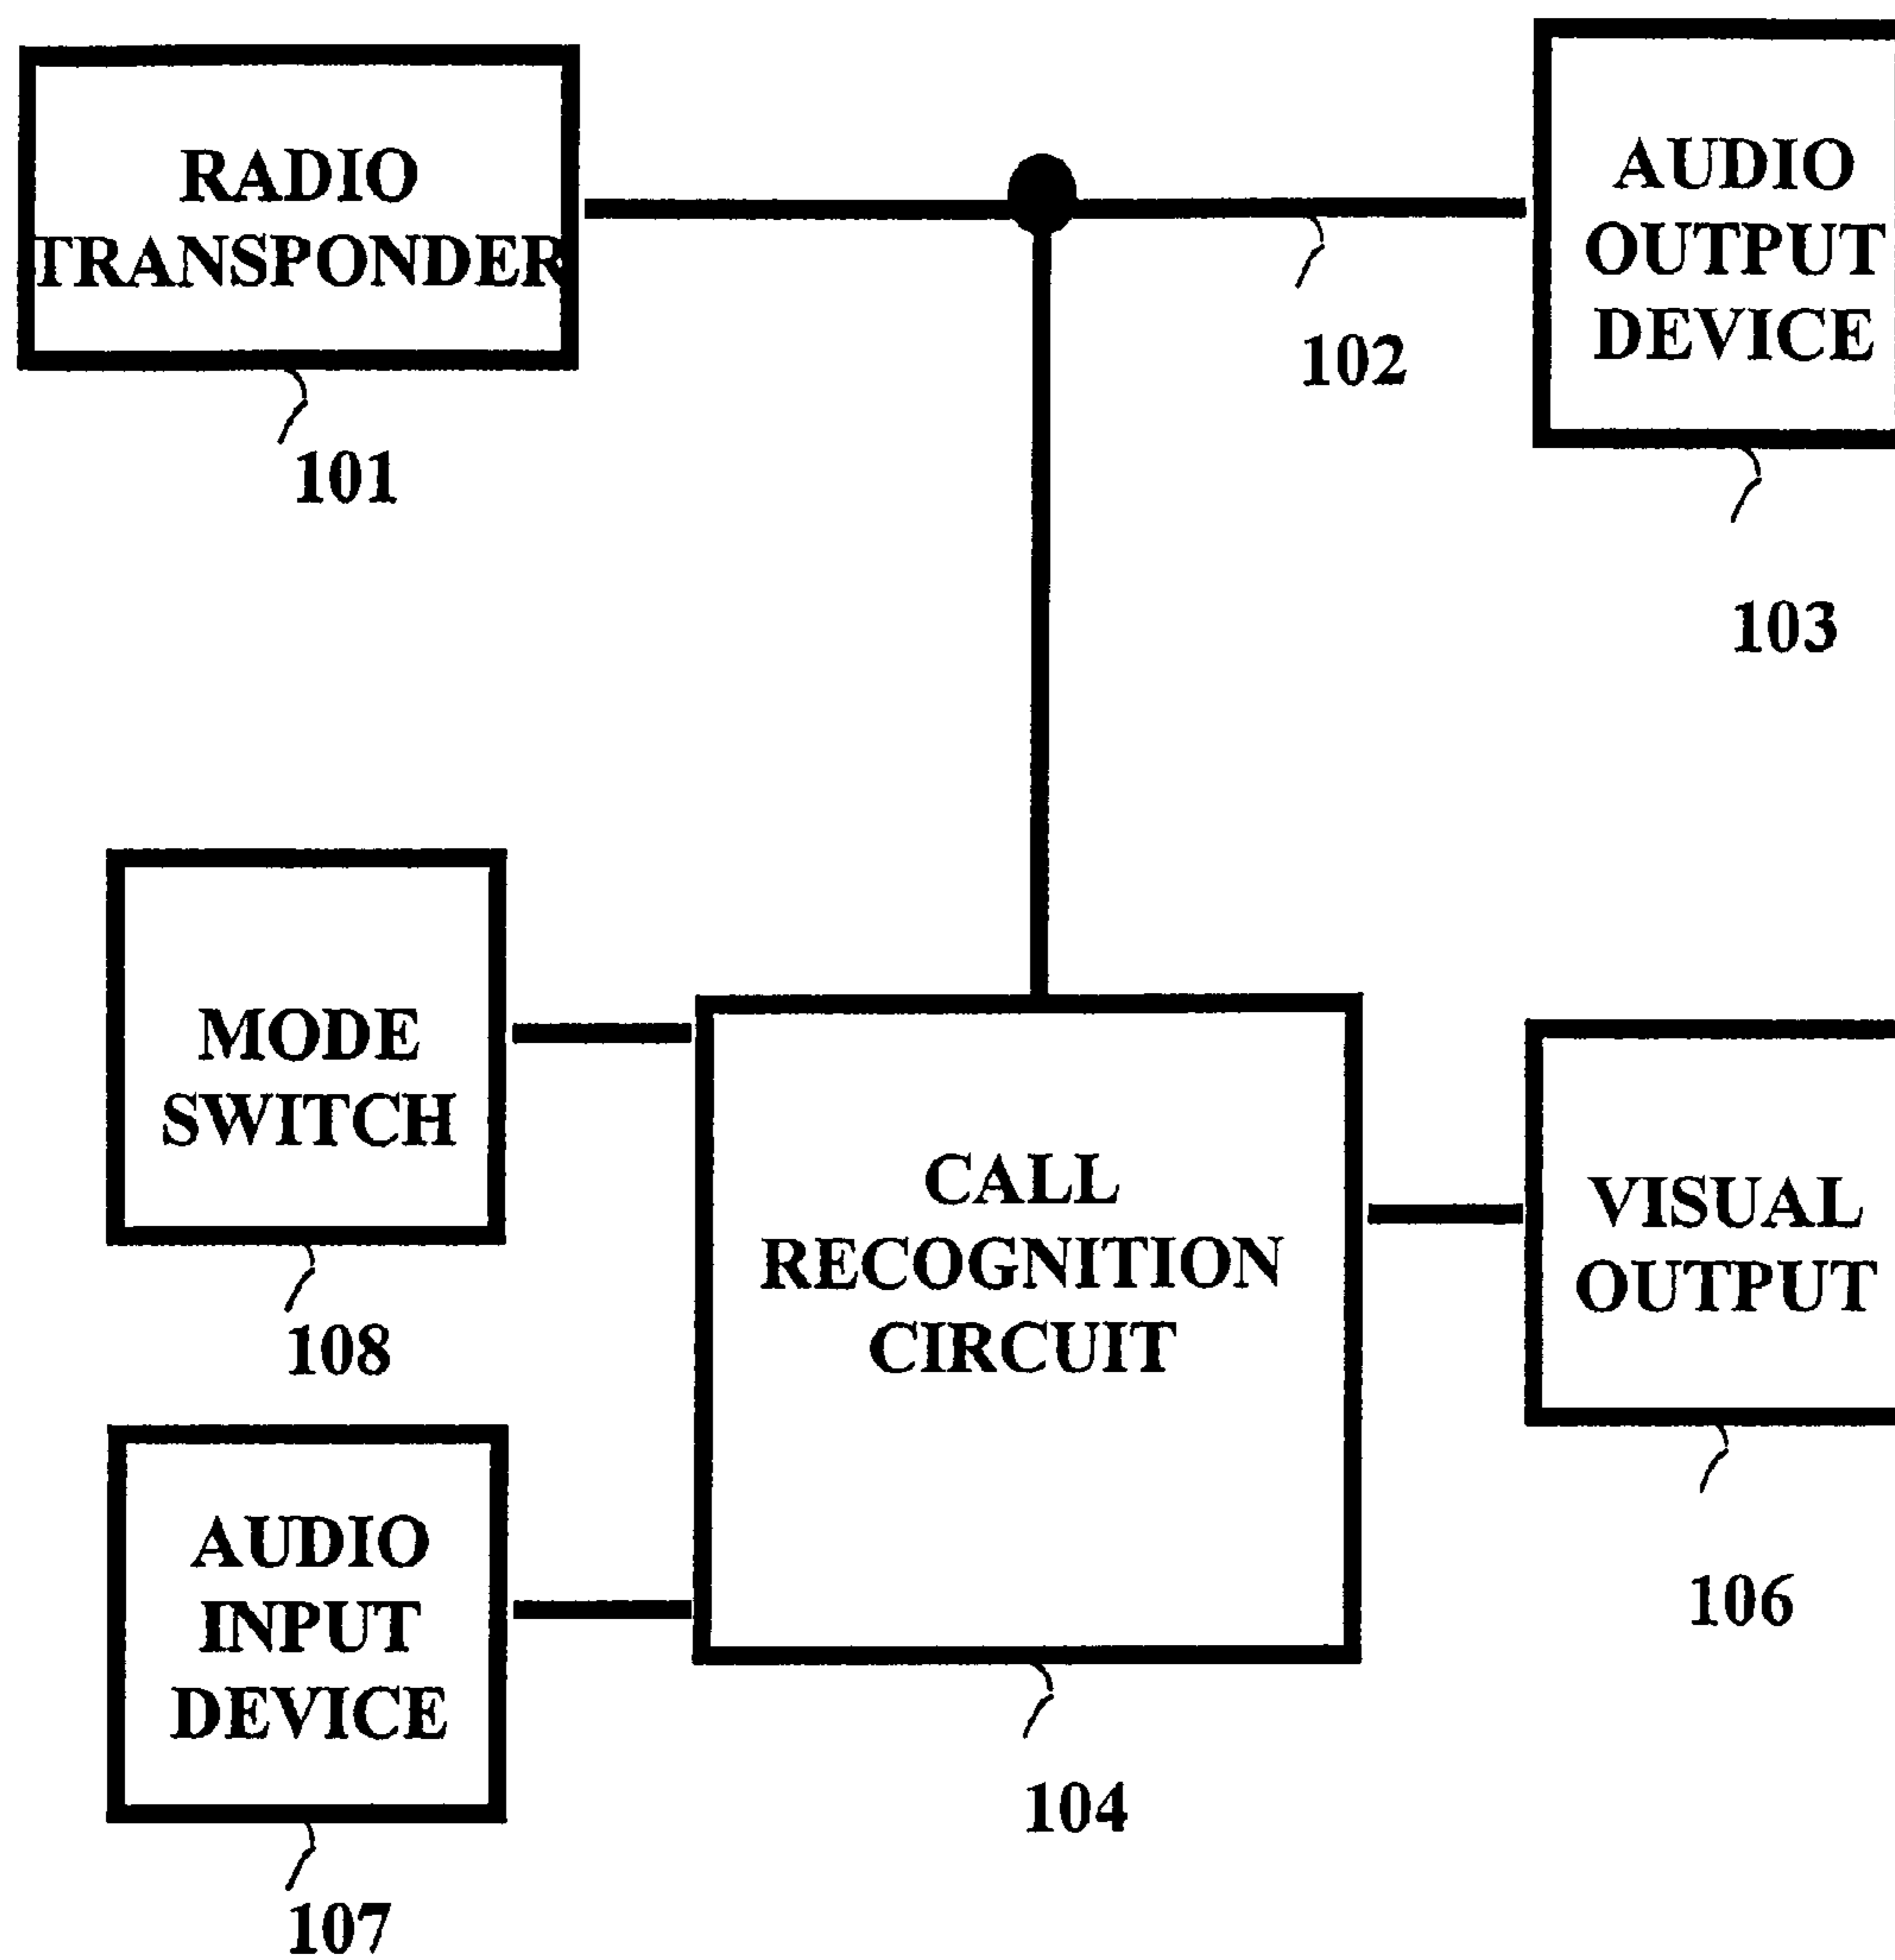 RADIO
TRANSPONDER
101
102
AUDIO
OUTPUT
DEVICE
103
MODE
SWITCH
108
CALL
RECOGNITION
CIRCUIT
104
VISUAL
OUTPUT
106
AUDIO
INPUT
DEVICE
107